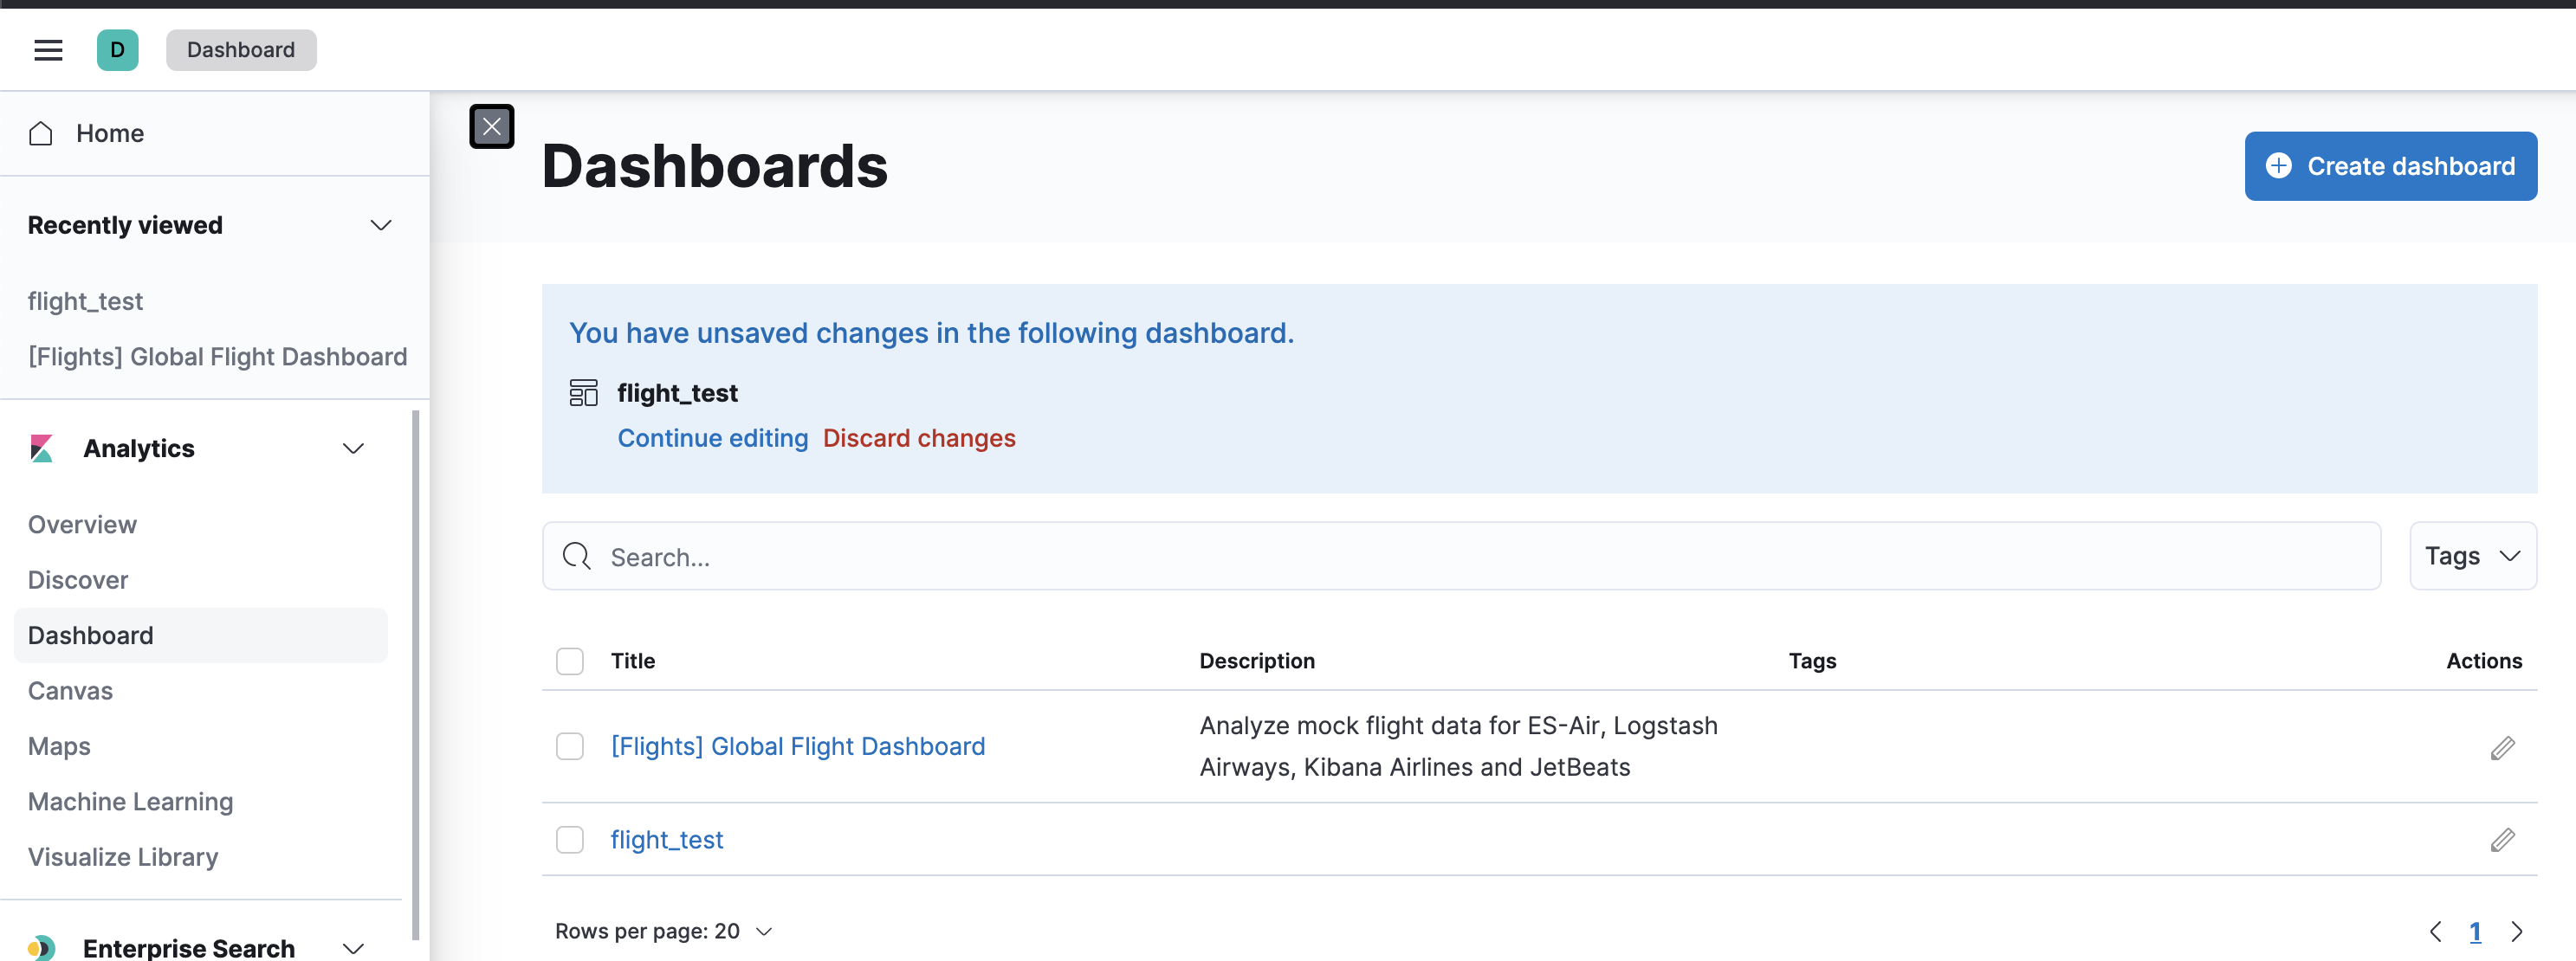 D Dashboard
Home
Recently viewed
flight_test
[Flights] Global Flight Dashboard
Analytics
Overview
Discover
Dashboard
Canvas
Maps
Machine Learning
Visualize Library
Enterprise Search
Dashboards
Create dashboard
You have unsaved changes in the following dashboard.
flight_test
Continue editing Discard changes
Search...
Tags
Title Description Tags Actions
[Flights] Global Flight Dashboard
Analyze mock flight data for ES-Air, Logstash
Airways, Kibana Airlines and JetBeats
flight_test
Rows per page: 20
1